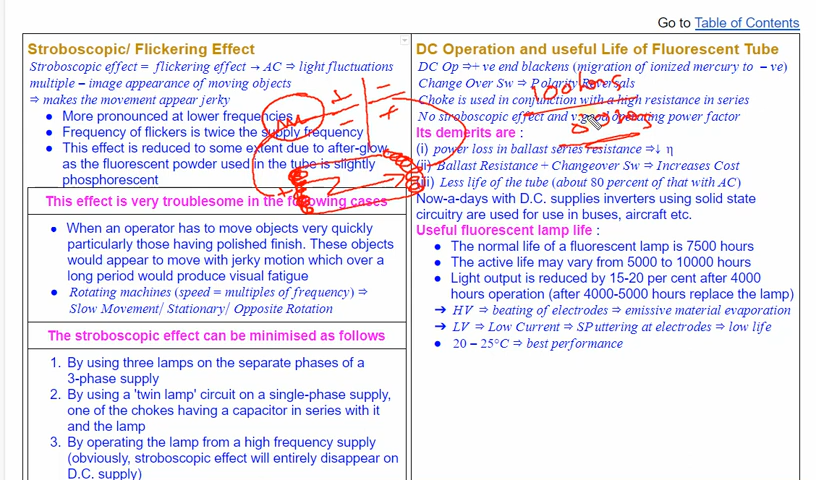 Go to Table of Contents
Stroboscopic/ Flickering Effect
Stroboscopic effect = flickering effect → AC ⇒ light fluctuations
multiple – image appearance of moving objects
⇒ makes the movement appear jerky
● More pronounced at lower frequencies
● Frequency of flickers is twice the supply frequency
● This effect is reduced to some extent due to after-glow
as the fluorescent powder used in the tube is slightly
phosphorescent
This effect is very troublesome in the following cases
● When an operator has to move objects very quickly
particularly those having polished finish. These objects
would appear to move with jerky motion which over a
long period would produce visual fatigue
● Rotating machines (speed = multiples of frequency) ⇒
Slow Movement/ Stationary/ Opposite Rotation
The stroboscopic effect can be minimised as follows
1. By using three lamps on the separate phases of a
3-phase supply
2. By using a 'twin lamp' circuit on a single-phase supply,
one of the chokes having a capacitor in series with it
and the lamp
3. By operating the lamp from a high frequency supply
(obviously, stroboscopic effect will entirely disappear on
D.C. supply)
DC Operation and useful Life of Fluorescent Tube
DC Op ⇒+ ve end blackens (migration of ionized mercury to – ve)
Change Over Sw ⇒ Polarity Reversals
Choke is used in conjunction with a high resistance in series
No stroboscopic effect and v.good operating power factor
Its demerits are :
(i) power loss in ballast series resistance ⇒↓ η
(ii) Ballast Resistance + Changeover Sw ⇒ Increases Cost
(iii) Less life of the tube (about 80 percent of that with AC)
Now-a-days with D.C. supplies inverters using solid state
circuitry are used for use in buses, aircraft etc.
Useful fluorescent lamp life :
● The normal life of a fluorescent lamp is 7500 hours
● The active life may vary from 5000 to 10000 hours
● Light output is reduced by 15-20 per cent after 4000
hours operation (after 4000-5000 hours replace the lamp)
➔ HV ⇒ beating of electrodes ⇒ emissive material evaporation
➔ LV ⇒ Low Current ⇒ SPuttering at electrodes ⇒ low life
● 20 – 25°C ⇒ best performance